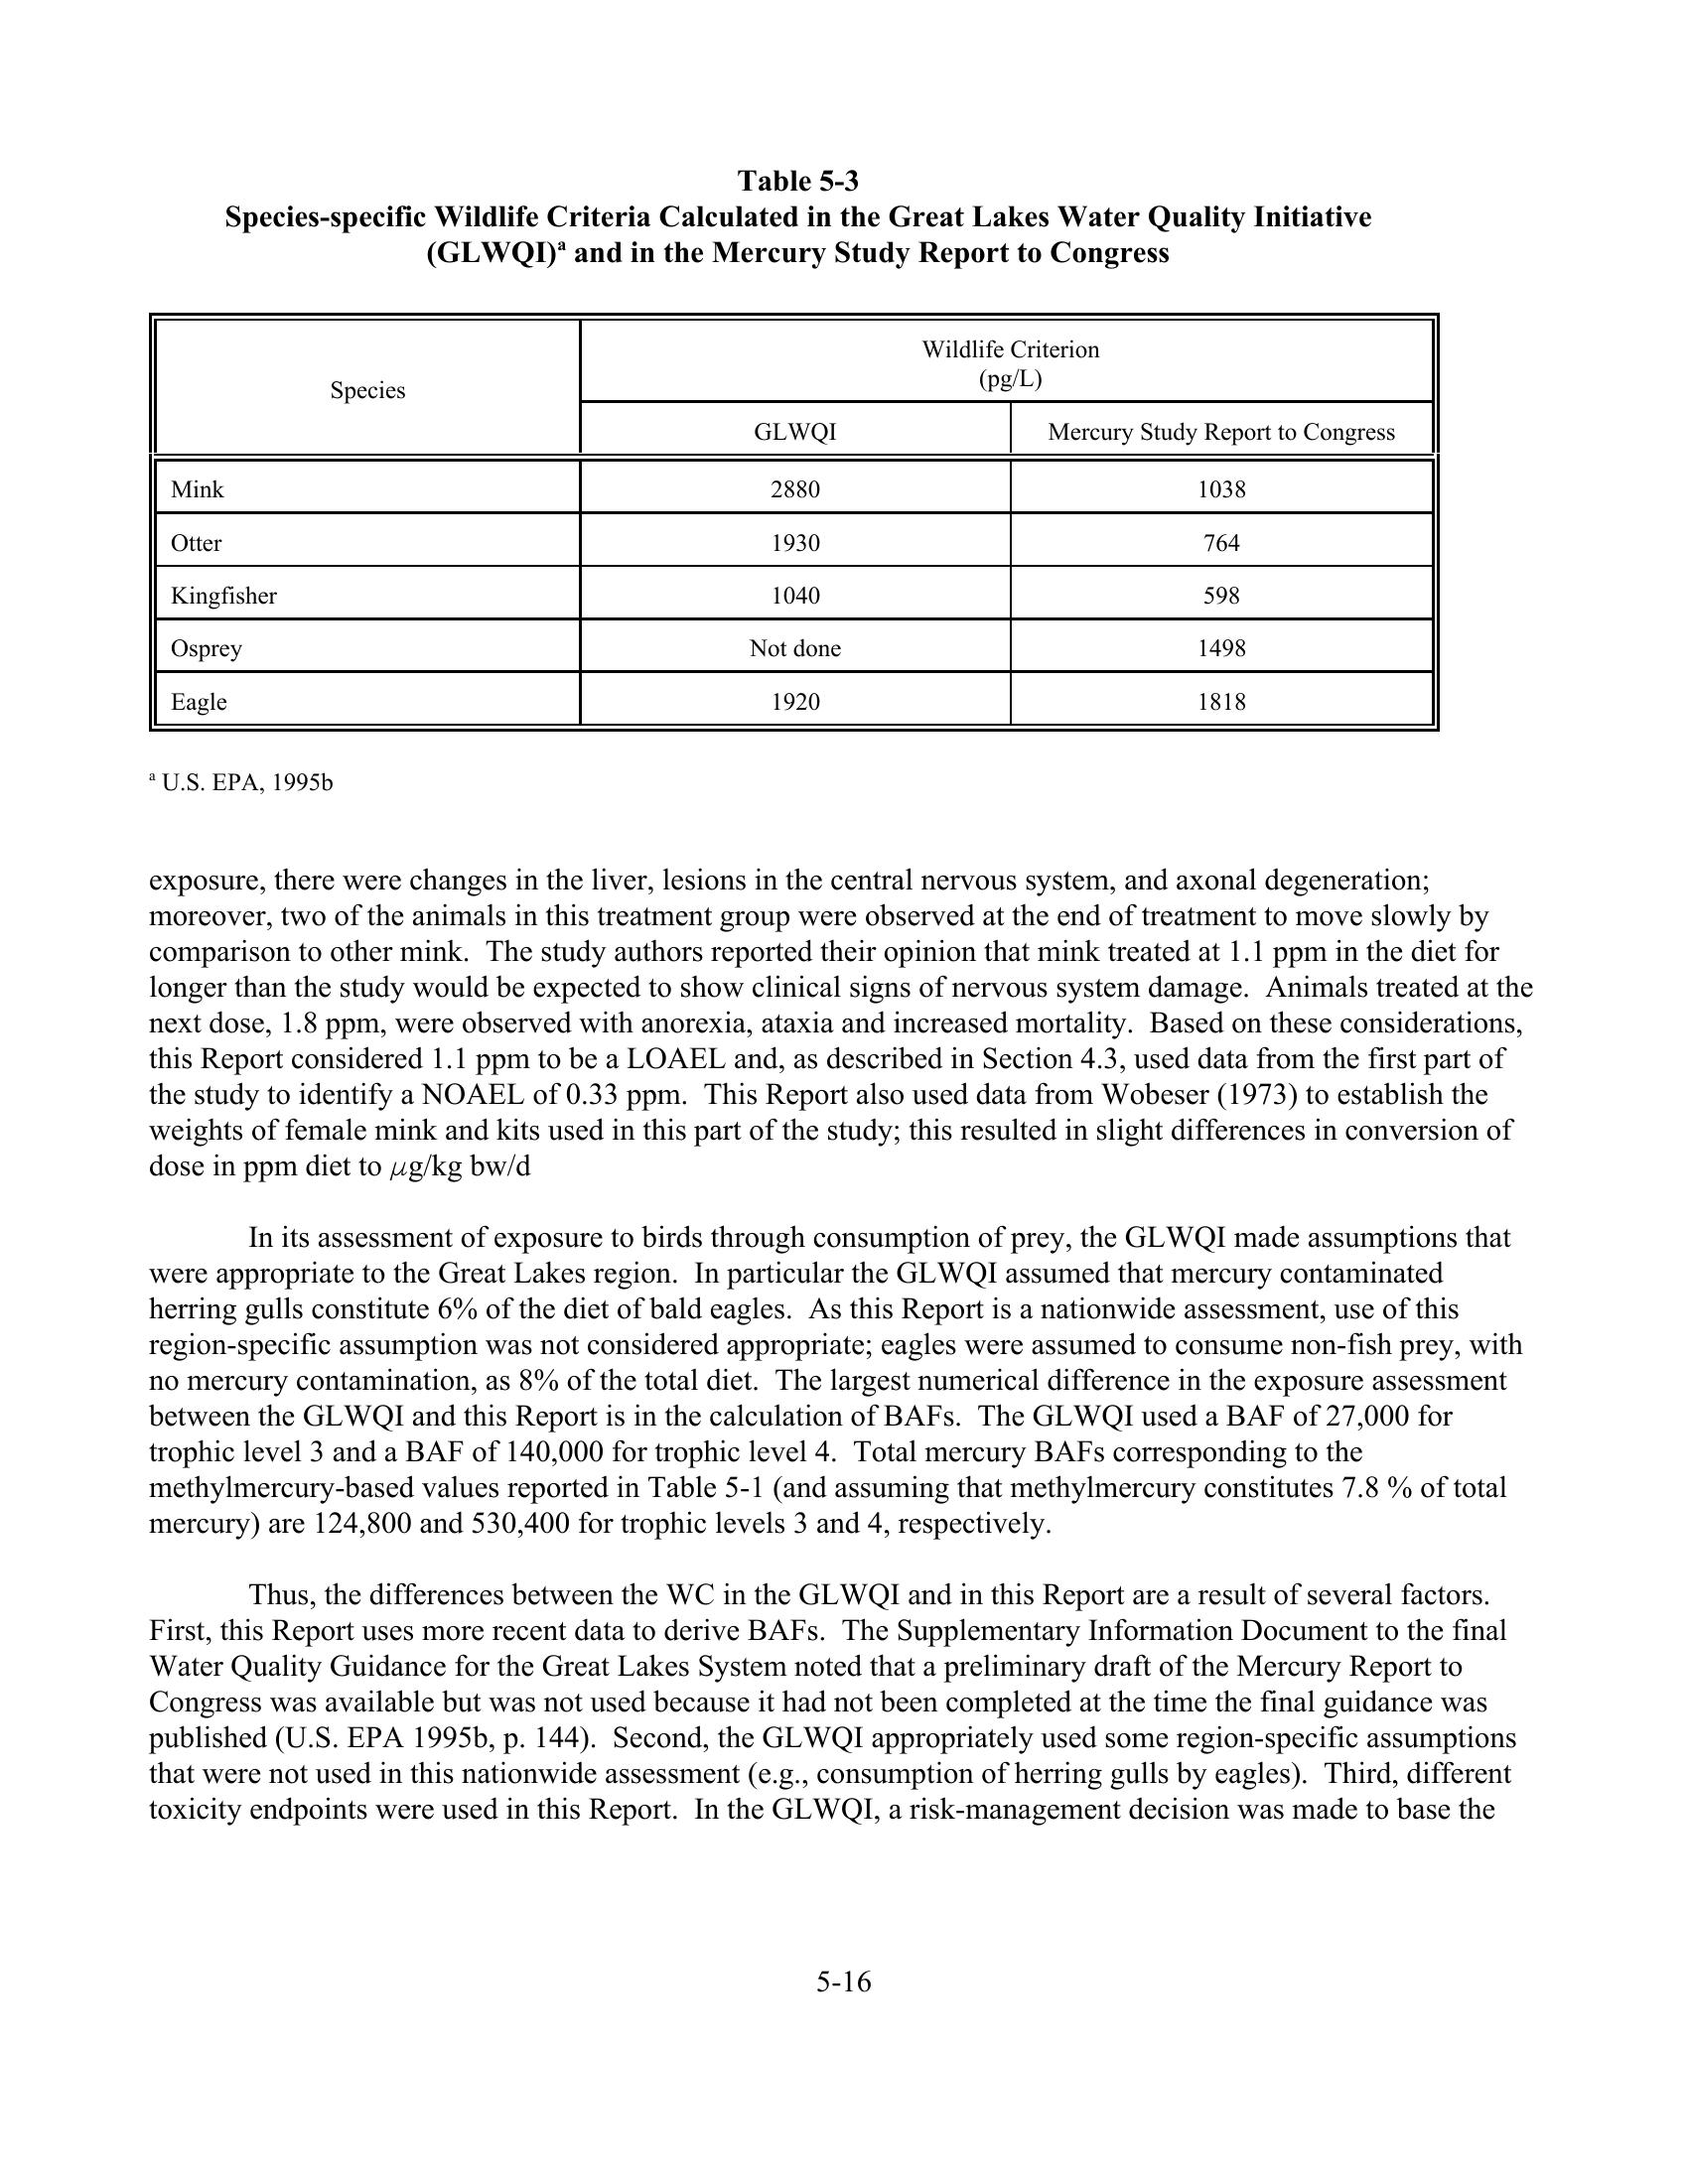 Table 5-3
Species-specific Wildlife Criteria Calculated in the Great Lakes Water Quality Initiative
(GLWQI)ᵃ and in the Mercury Study Report to Congress
Species
Wildlife Criterion
(pg/L)
GLWQI
Mercury Study Report to Congress
Mink 2880 1038
Otter 1930 764
Kingfisher 1040 598
Osprey Not done 1498
Eagle 1920 1818
ᵃ U.S. EPA, 1995b
exposure, there were changes in the liver, lesions in the central nervous system, and axonal degeneration;
moreover, two of the animals in this treatment group were observed at the end of treatment to move slowly by
comparison to other mink. The study authors reported their opinion that mink treated at 1.1 ppm in the diet for
longer than the study would be expected to show clinical signs of nervous system damage. Animals treated at the
next dose, 1.8 ppm, were observed with anorexia, ataxia and increased mortality. Based on these considerations,
this Report considered 1.1 ppm to be a LOAEL and, as described in Section 4.3, used data from the first part of
the study to identify a NOAEL of 0.33 ppm. This Report also used data from Wobeser (1973) to establish the
weights of female mink and kits used in this part of the study; this resulted in slight differences in conversion of
dose in ppm diet to μg/kg bw/d
In its assessment of exposure to birds through consumption of prey, the GLWQI made assumptions that
were appropriate to the Great Lakes region. In particular the GLWQI assumed that mercury contaminated
herring gulls constitute 6% of the diet of bald eagles. As this Report is a nationwide assessment, use of this
region-specific assumption was not considered appropriate; eagles were assumed to consume non-fish prey, with
no mercury contamination, as 8% of the total diet. The largest numerical difference in the exposure assessment
between the GLWQI and this Report is in the calculation of BAFs. The GLWQI used a BAF of 27,000 for
trophic level 3 and a BAF of 140,000 for trophic level 4. Total mercury BAFs corresponding to the
methylmercury-based values reported in Table 5-1 (and assuming that methylmercury constitutes 7.8 % of total
mercury) are 124,800 and 530,400 for trophic levels 3 and 4, respectively.
Thus, the differences between the WC in the GLWQI and in this Report are a result of several factors.
First, this Report uses more recent data to derive BAFs. The Supplementary Information Document to the final
Water Quality Guidance for the Great Lakes System noted that a preliminary draft of the Mercury Report to
Congress was available but was not used because it had not been completed at the time the final guidance was
published (U.S. EPA 1995b, p. 144). Second, the GLWQI appropriately used some region-specific assumptions
that were not used in this nationwide assessment (e.g., consumption of herring gulls by eagles). Third, different
toxicity endpoints were used in this Report. In the GLWQI, a risk-management decision was made to base the
5-16